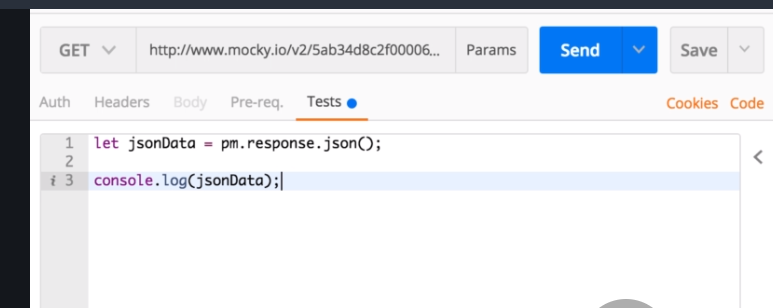 GET http://www.mocky.io/v2/5ab34d8c2f00006... Params Send Save
Auth Headers Body Pre-req. Tests Cookies Code
1 let jsonData = pm.response.json();
2
i 3 console.log(jsonData);